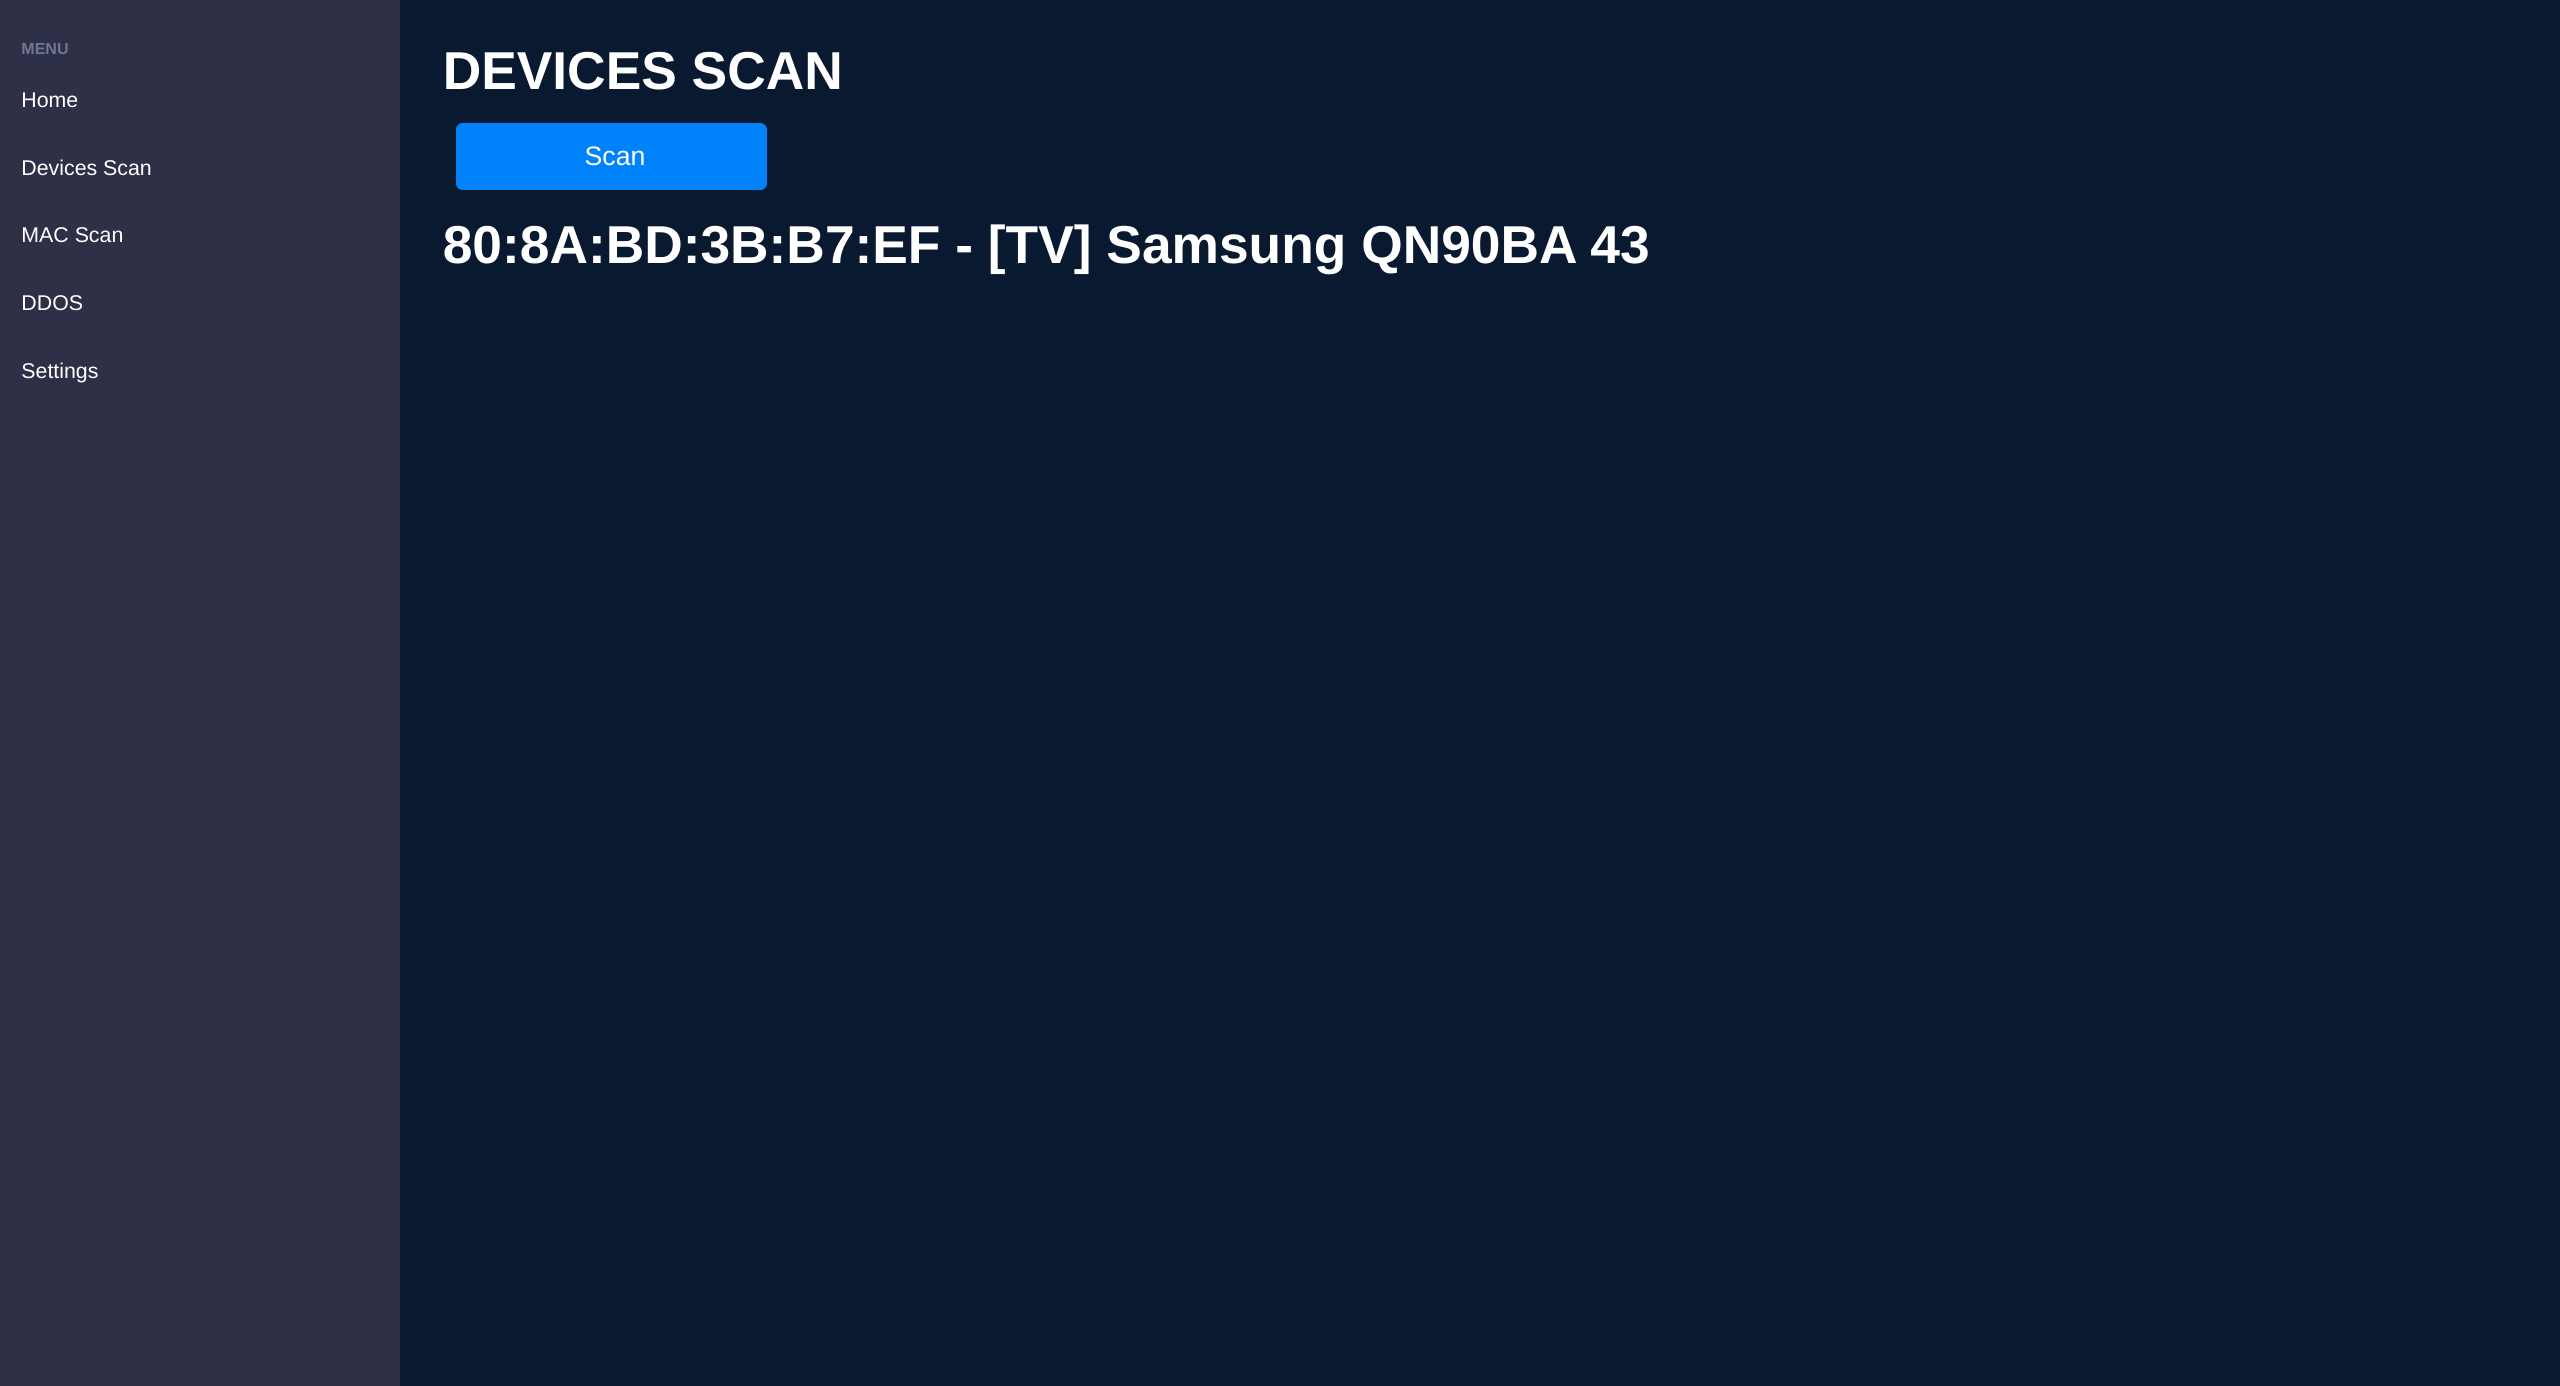 MENU
Home
Devices Scan
MAC Scan
DDOS
Settings
DEVICES SCAN
Scan
80:8A:BD:3B:B7:EF - [TV] Samsung QN90BA 43